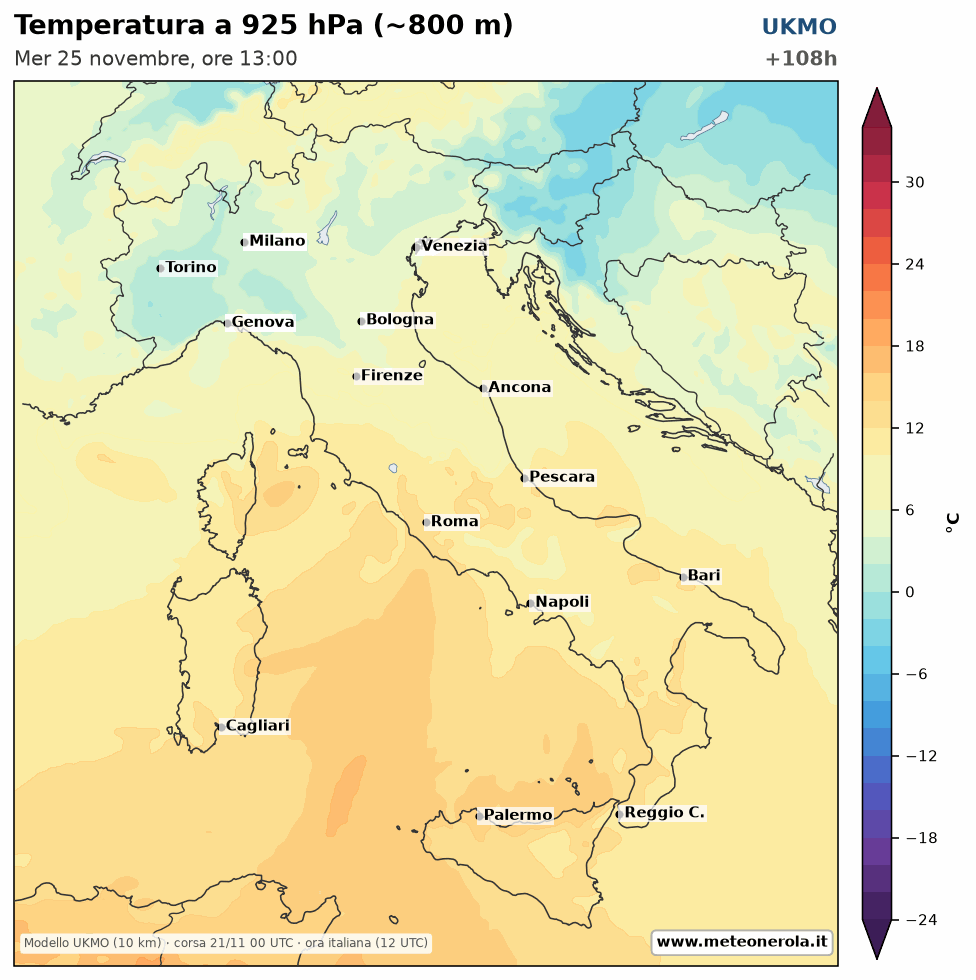 Temperatura a 925 hPa (~800 m)
UKMO
Mer 25 novembre, ore 13:00
+108h
Milano
Venezia
Torino
Genova
Bologna
Firenze
Ancona
Pescara
Roma
Bari
Napoli
Cagliari
Palermo
Reggio C.
30
24
18
12
6
0
−6
−12
−18
−24
°C
Modello UKMO (10 km) · corsa 21/11 00 UTC · ora italiana (12 UTC)
www.meteonerola.it